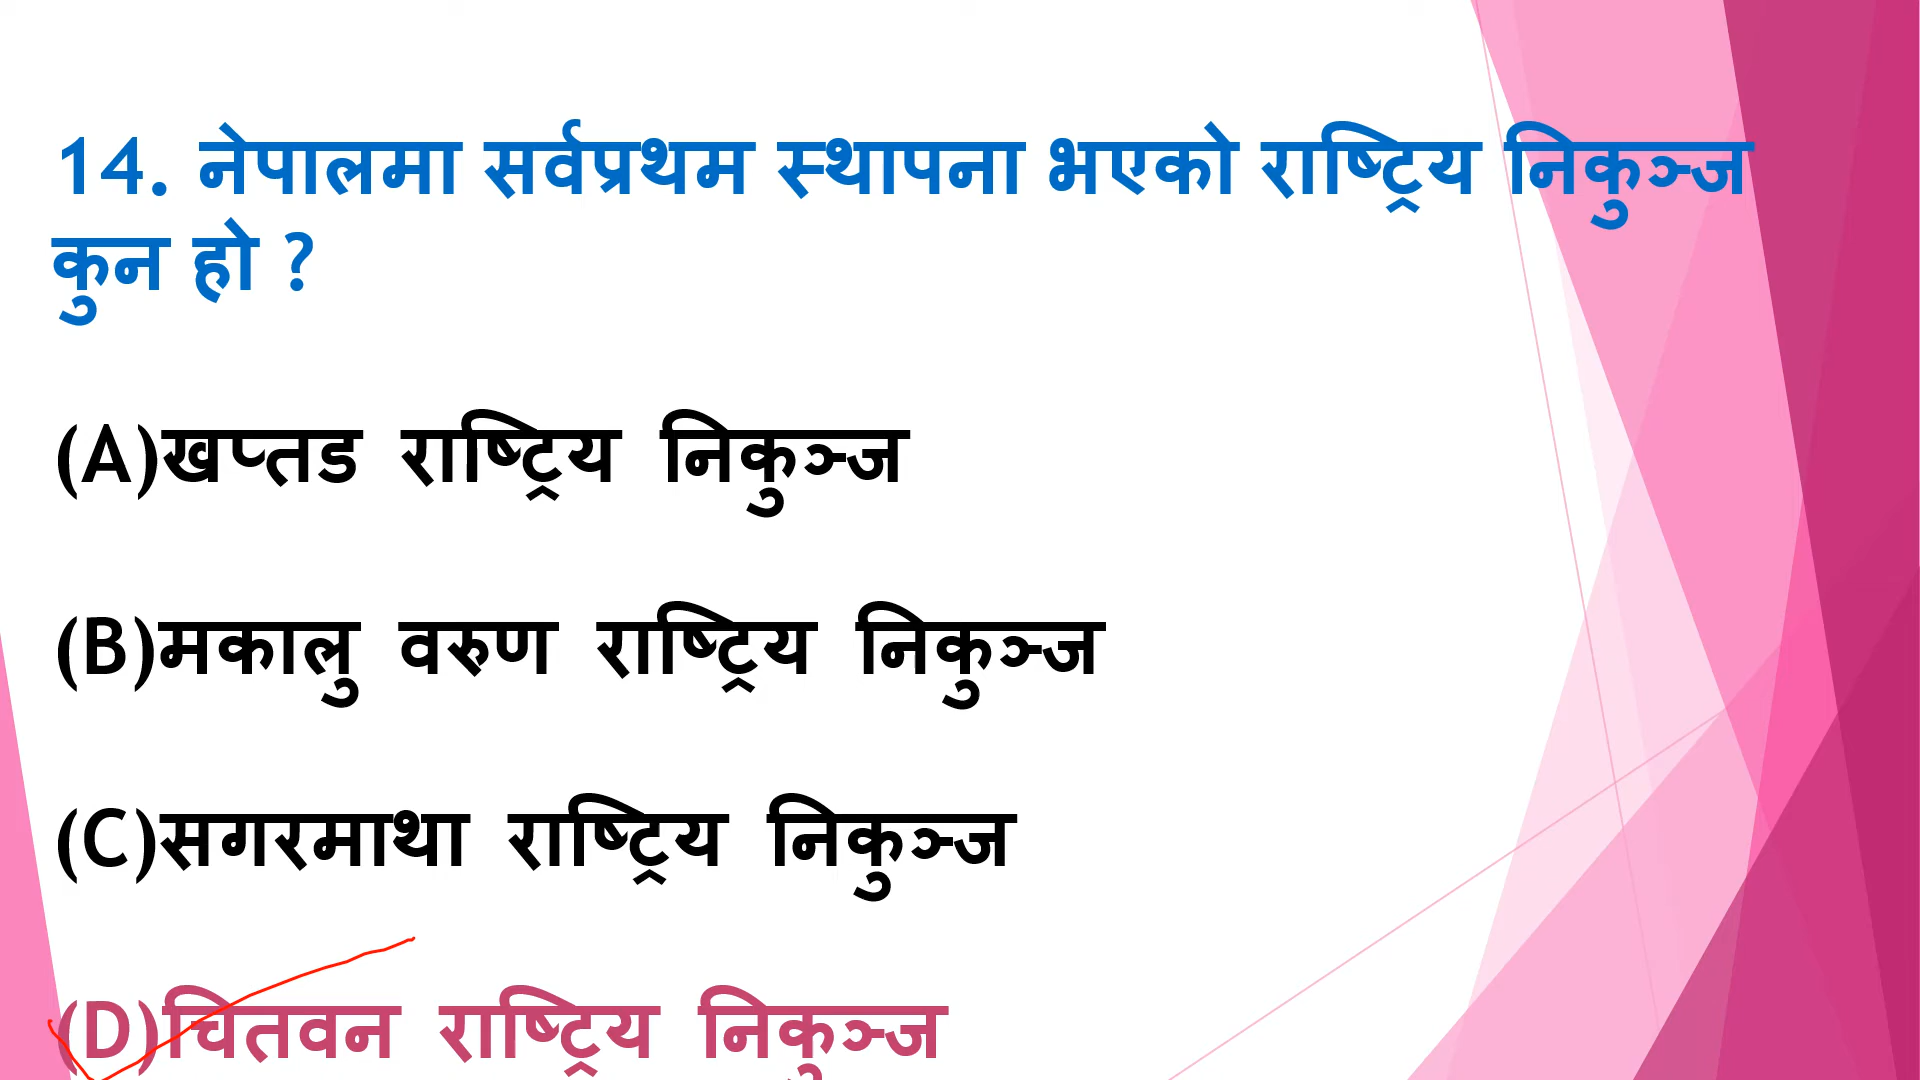 14. नेपालमा सर्वप्रथम स्थापना भएको राष्ट्रिय निकुञ्ज
कुन हो ?
(A)खप्तड राष्ट्रिय निकुञ्ज
(B)मकालु वरुण राष्ट्रिय निकुञ्ज
(C)सगरमाथा राष्ट्रिय निकुञ्ज
(D)चितवन राष्ट्रिय निकुञ्ज